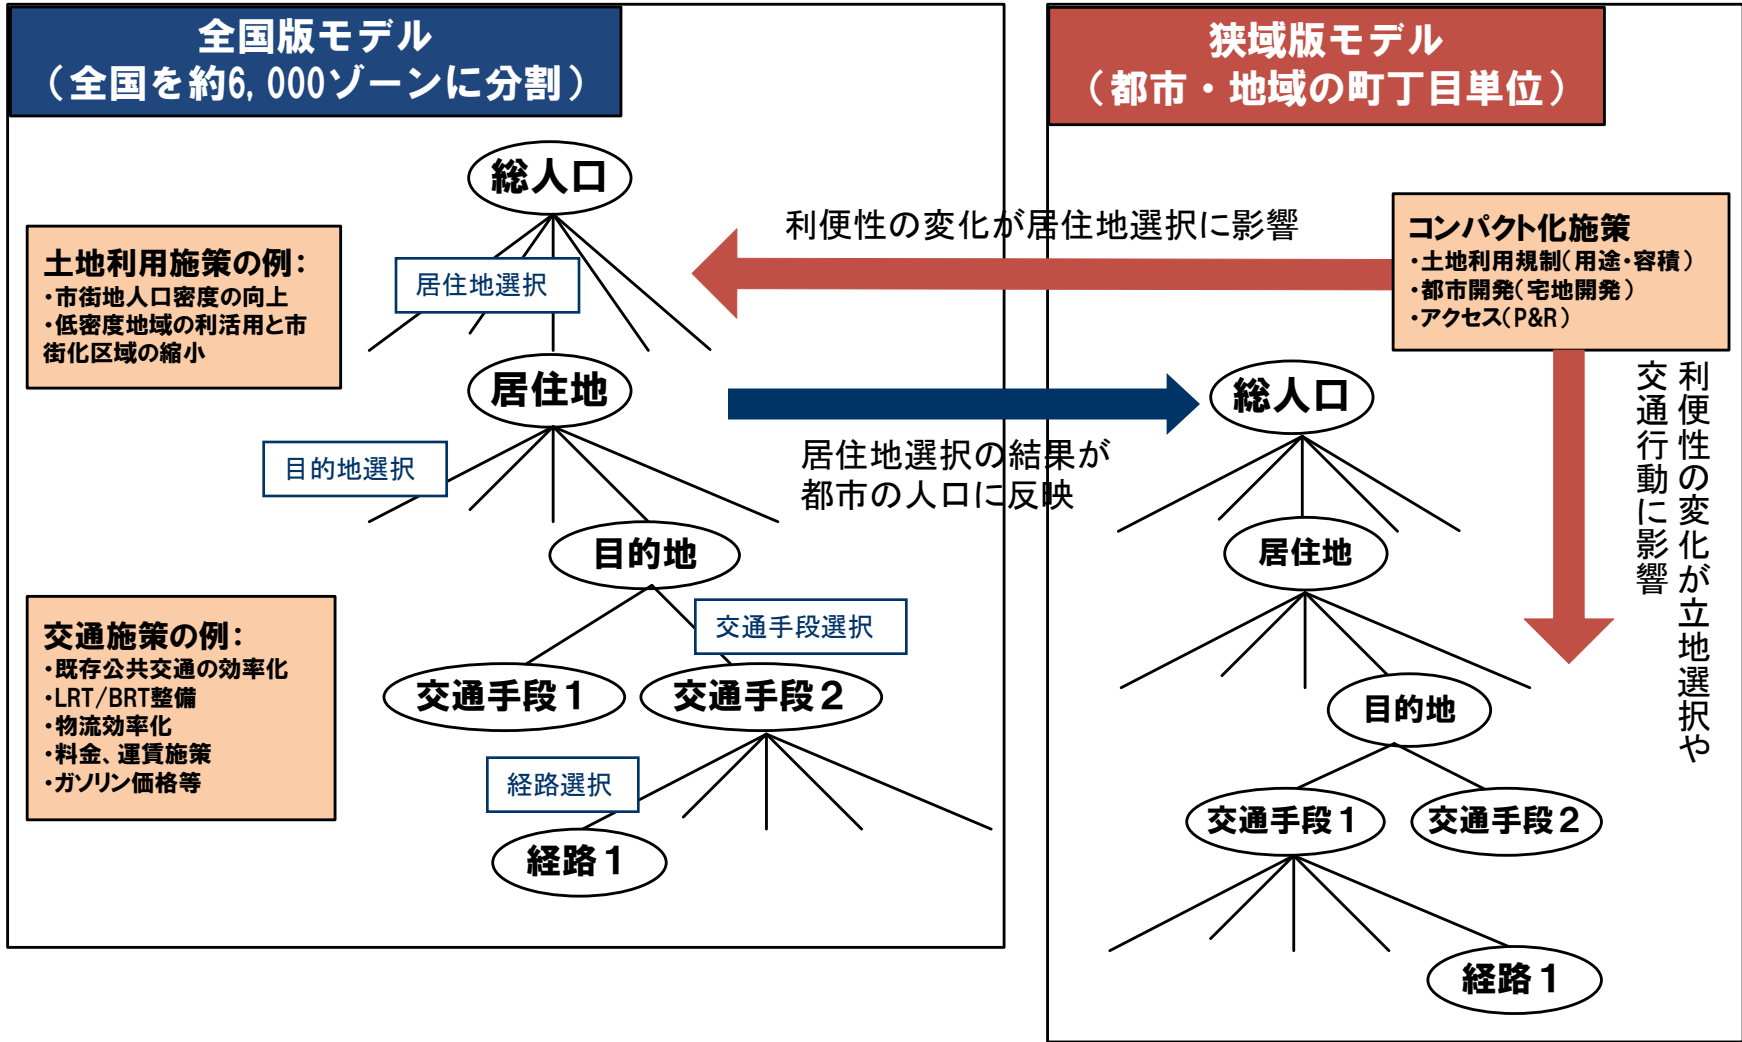 全国版モデル
（全国を約6,000ゾーンに分割）
総人口
土地利用施策の例：
・市街地人口密度の向上
・低密度地域の利活用と市
街化区域の縮小
居住地選択
居住地
目的地選択
目的地
交通施策の例：
・既存公共交通の効率化
・LRT/BRT整備
・物流効率化
・料金、運賃施策
・ガソリン価格等
交通手段選択
交通手段１
交通手段２
経路選択
経路１
利便性の変化が居住地選択に影響
居住地選択の結果が
都市の人口に反映
狭域版モデル
（都市・地域の町丁目単位）
コンパクト化施策
・土地利用規制（用途・容積）
・都市開発（宅地開発）
・アクセス（P&R）
利便性の変化が立地選択や
交通行動に影響
総人口
居住地
目的地
交通手段１
交通手段２
経路１